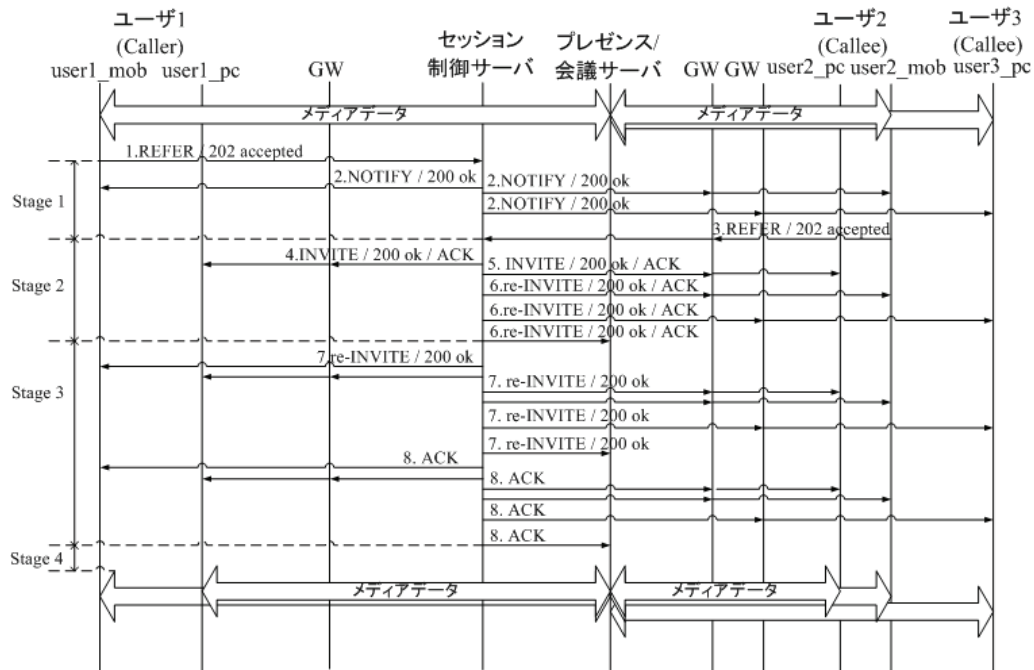 ユーザ1
(Caller)
user1_mob user1_pc
GW
セッション
制御サーバ
プレゼンス/
会議サーバ
GW GW
ユーザ2
(Callee)
user2_pc user2_mob
ユーザ3
(Callee)
user3_pc
メディアデータ
メディアデータ
1.REFER / 202 accepted
2.NOTIFY / 200 ok
2.NOTIFY / 200 ok
Stage 1
2.NOTIFY / 200 ok
3.REFER / 202 accepted
4.INVITE / 200 ok / ACK
5. INVITE / 200 ok / ACK
Stage 2
6.re-INVITE / 200 ok / ACK
6.re-INVITE / 200 ok / ACK
6.re-INVITE / 200 ok / ACK
7.re-INVITE / 200 ok
7. re-INVITE / 200 ok
Stage 3
7. re-INVITE / 200 ok
7. re-INVITE / 200 ok
8. ACK
8. ACK
8. ACK
8. ACK
Stage 4
メディアデータ
メディアデータ